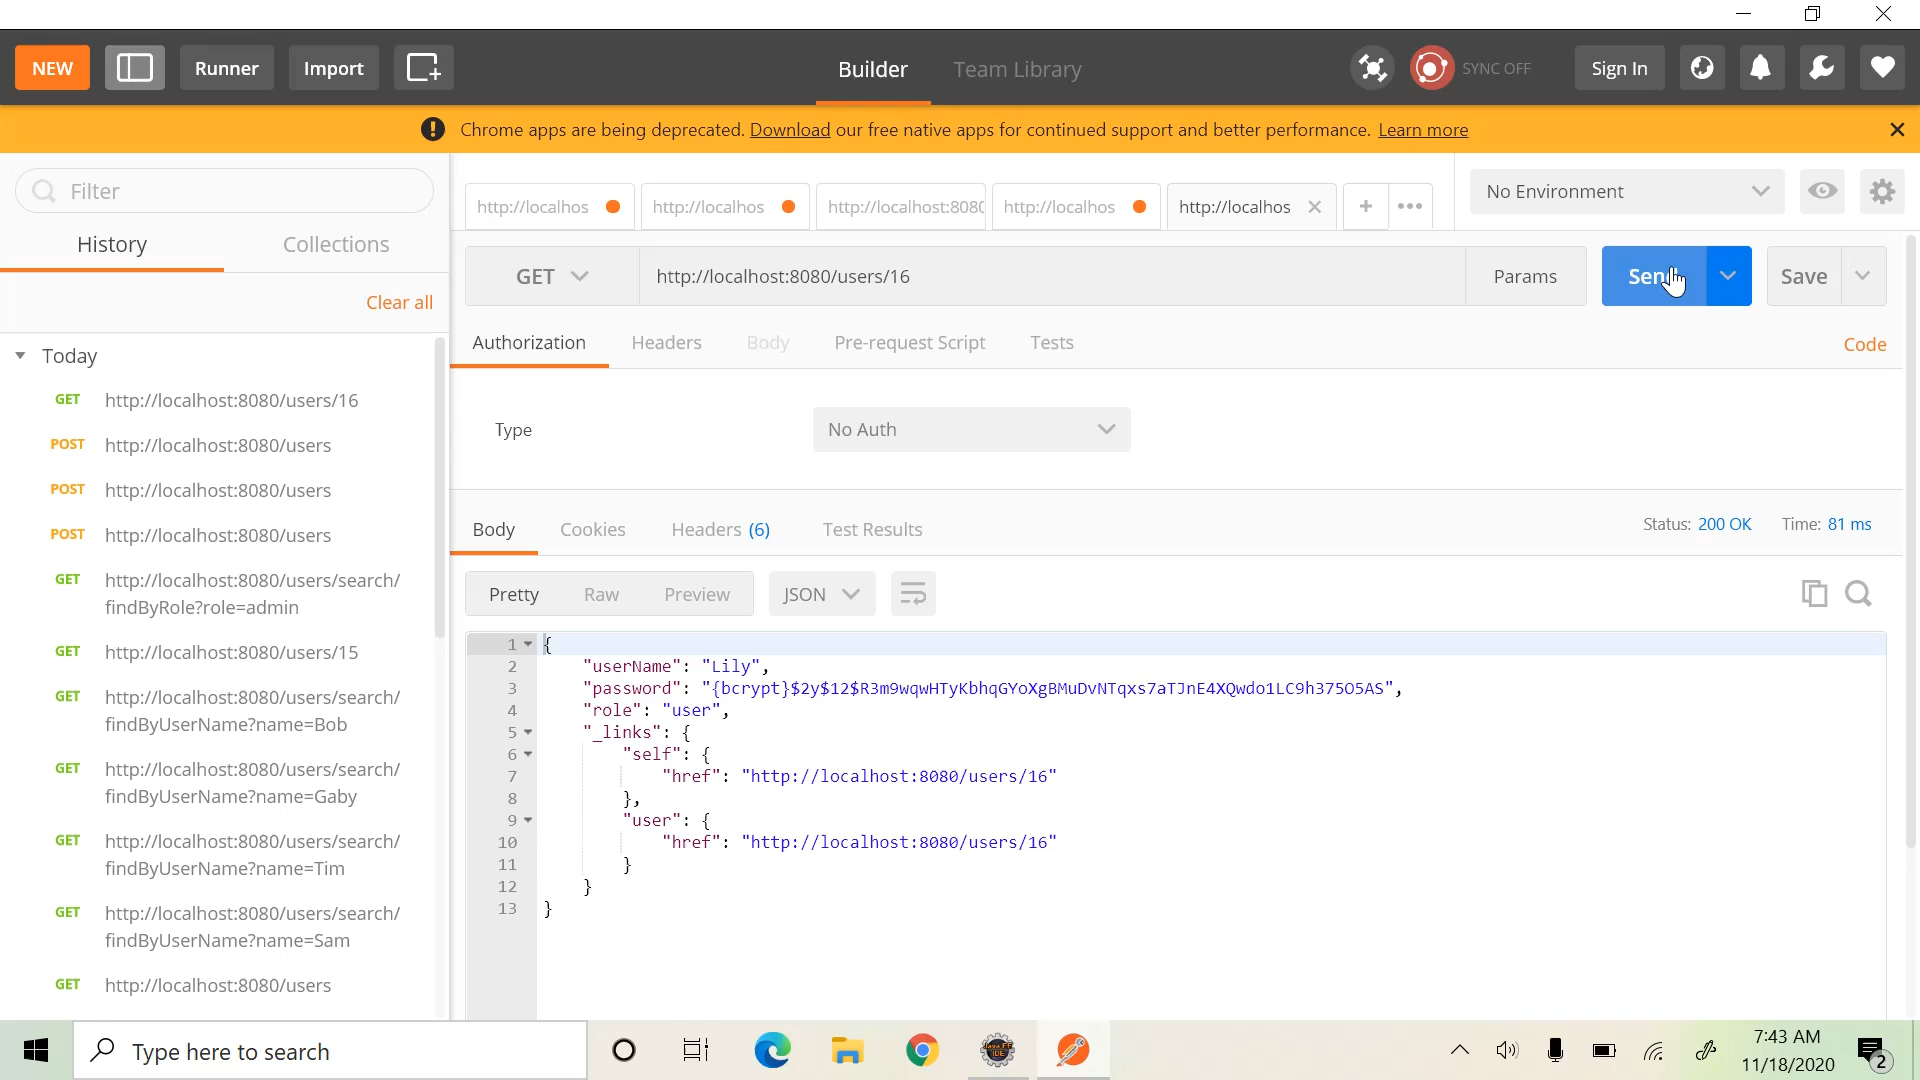 NEW
Runner
Import
Builder
Team Library
SYNC OFF
Sign In
Chrome apps are being deprecated. Download our free native apps for continued support and better performance. Learn more
Filter
History
Collections
Clear all
Today
GET http://localhost:8080/users/16
POST http://localhost:8080/users
POST http://localhost:8080/users
POST http://localhost:8080/users
GET http://localhost:8080/users/search/
findByRole?role=admin
GET http://localhost:8080/users/15
GET http://localhost:8080/users/search/
findByUserName?name=Bob
GET http://localhost:8080/users/search/
findByUserName?name=Gaby
GET http://localhost:8080/users/search/
findByUserName?name=Tim
GET http://localhost:8080/users/search/
findByUserName?name=Sam
GET http://localhost:8080/users
http://localhos
http://localhos
http://localhost:808
http://localhos
http://localhos
No Environment
GET
http://localhost:8080/users/16
Params
Sen
Save
Authorization
Headers
Body
Pre-request Script
Tests
Code
Type
No Auth
Body
Cookies
Headers (6)
Test Results
Status: 200 OK
Time: 81 ms
Pretty
Raw
Preview
JSON
1 {
2 "userName": "Lily",
3 "password": "{bcrypt}$2y$12$R3m9wqwHTyKbhqGYoXgBMuDvNTqxs7aTJnE4XQwdo1LC9h375O5AS",
4 "role": "user",
5 "_links": {
6 "self": {
7 "href": "http://localhost:8080/users/16"
8 },
9 "user": {
10 "href": "http://localhost:8080/users/16"
11 }
12 }
13 }
Type here to search
7:43 AM
11/18/2020
2